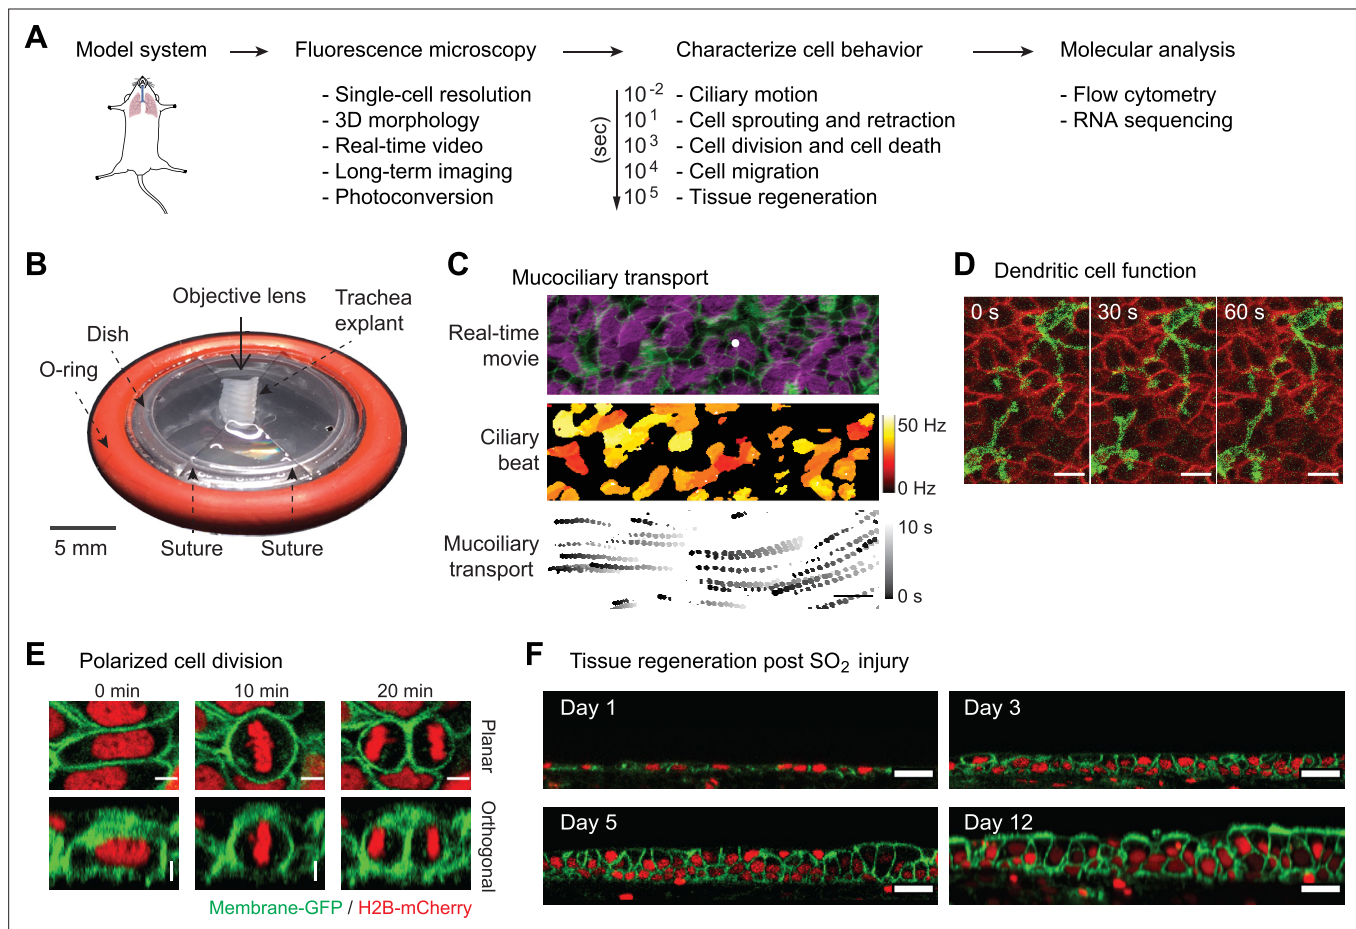 A
Model system
Fluorescence microscopy
Characterize cell behavior
Molecular analysis
- Single-cell resolution
- 3D morphology
- Real-time video
- Long-term imaging
- Photoconversion
(sec)
10⁻² - Ciliary motion
10¹ - Cell sprouting and retraction
10³ - Cell division and cell death
10⁴ - Cell migration
10⁵ - Tissue regeneration
- Flow cytometry
- RNA sequencing
B
Objective lens
Trachea
explant
Dish
O-ring
5 mm
Suture
Suture
C
Mucociliary transport
Real-time
movie
Ciliary
beat
50 Hz
0 Hz
Mucoiliary
transport
10 s
0 s
D
Dendritic cell function
0 s
30 s
60 s
E
Polarized cell division
0 min
10 min
20 min
Planar
Orthogonal
Membrane-GFP / H2B-mCherry
F
Tissue regeneration post SO₂ injury
Day 1
Day 3
Day 5
Day 12